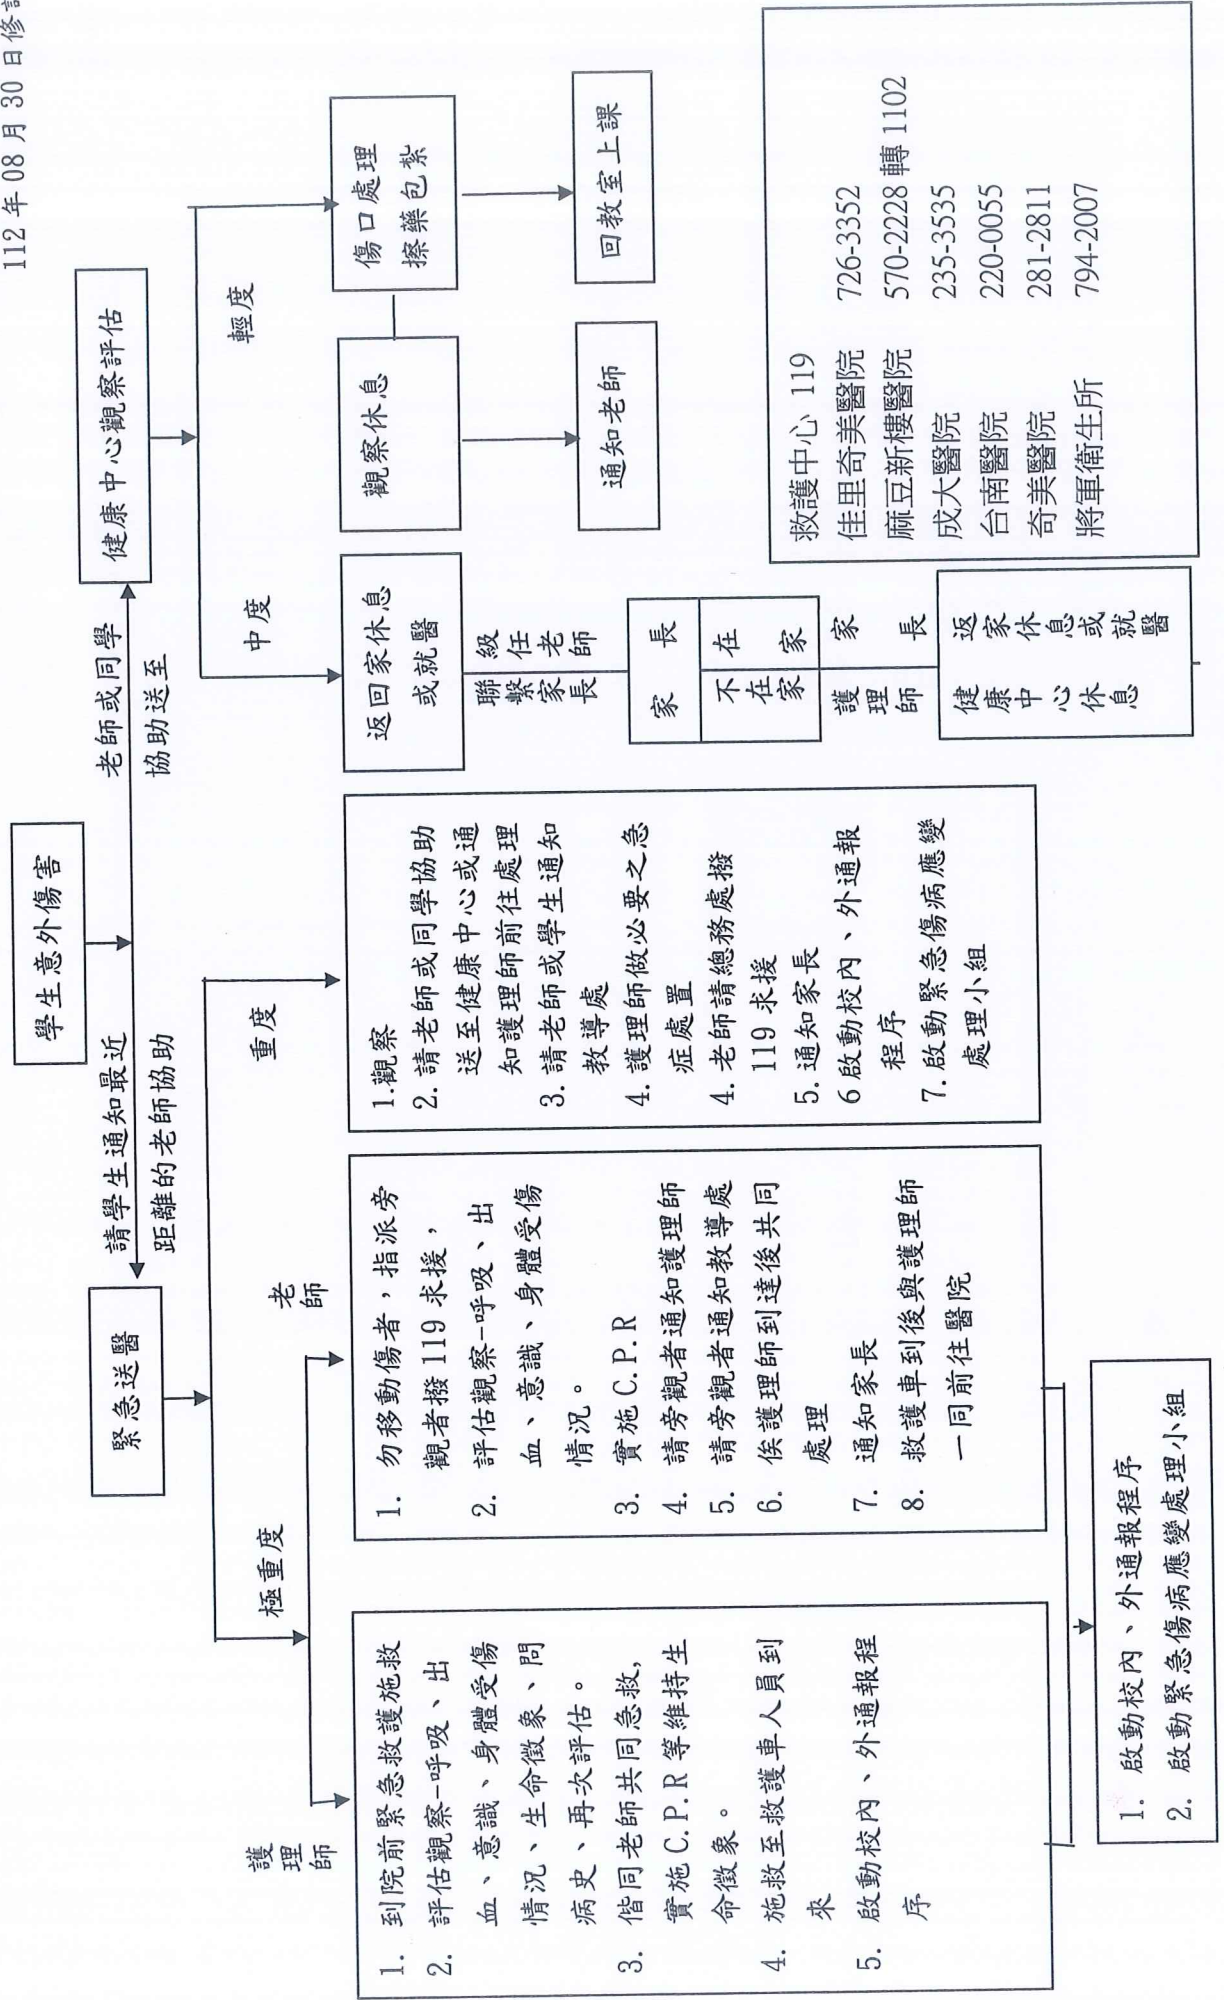 112 年 08 月 30 日修
學生意外傷害
請學生通知最近
距離的老師協助
老師或同學
協助送至
緊急送醫
健康中心觀察評估
極重度
重度
中度
輕度
護理師
老師
1. 到院前緊急救護施救
2. 評估觀察-呼吸、出
血、意識、身體受傷
情況、生命徵象、問
病史、再次評估。
3. 偕同老師共同急救,
實施 C.P.R 等維持生
命徵象。
4. 施救至救護車人員到
來
5. 啟動校內、外通報程
序
1. 勿移動傷者,指派旁
觀者撥 119 求援,
2. 評估觀察-呼吸、出
血、意識、身體受傷
情況。
3. 實施 C.P.R
4. 請旁觀者通知護理師
5. 請旁觀者通知教導處
6. 俟護理師到達後共同
處理
7. 通知家長
8. 救護車到後與護理師
一同前往醫院
1. 啟動校內、外通報程序
2. 啟動緊急傷病應變處理小組
1.觀察
2. 請老師或同學協助
送至健康中心或通
知護理師前往處理
3. 請老師或學生通知
教導處
4. 護理師做必要之急
症處置
4. 老師請總務處撥
119 求援
5. 通知家長
6 啟動校內、外通報
程序
7. 啟動緊急傷病應變
處理小組
返回家休息
或就醫
聯繫家長
級任老師
家 長
不在家
在 家
護理師
家 長
健康中心休息
返家休息或就醫
觀察休息
通知老師
傷口處理
擦藥包紮
回教室上課
救護中心 119
佳里奇美醫院 726-3352
麻豆新樓醫院 570-2228 轉 1102
成大醫院 235-3535
台南醫院 220-0055
奇美醫院 281-2811
將軍衛生所 794-2007